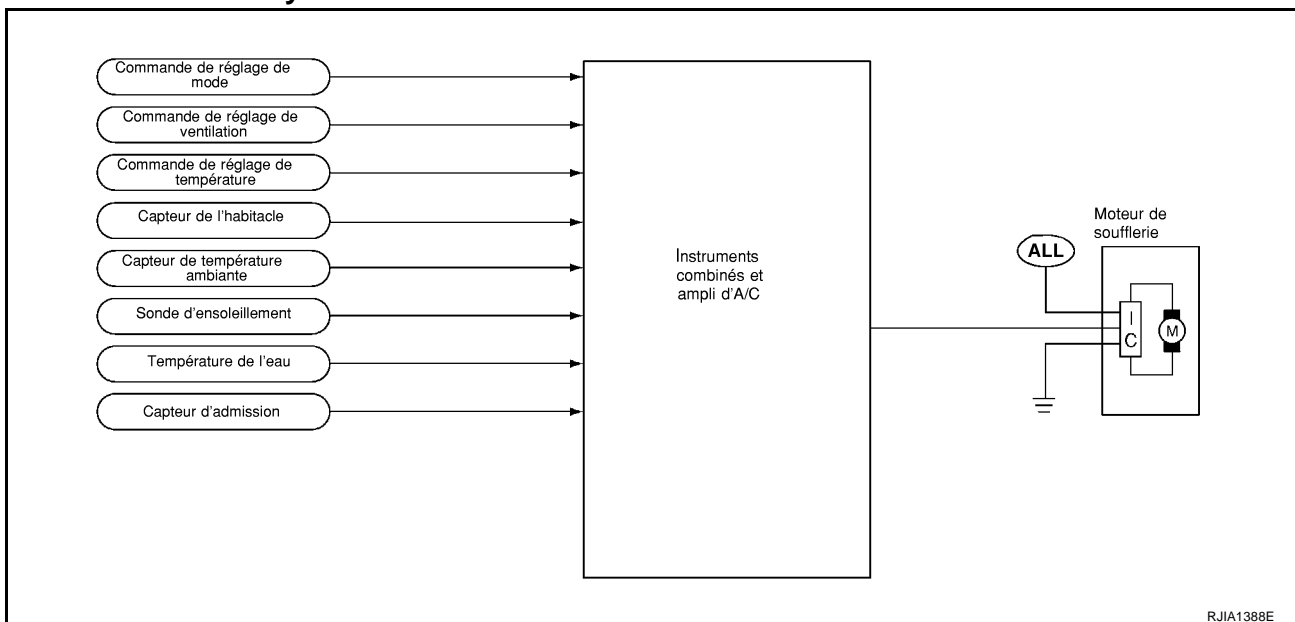 y
Commande de réglage de
mode
Commande de réglage de
ventilation
Commande de réglage de
température
Capteur de l'habitacle
Capteur de température
ambiante
Sonde d'ensoleillement
Température de l'eau
Capteur d'admission
Instruments
combinés et
ampli d'A/C
ALL
Moteur de
soufflerie
I
C
M
RJIA1388E